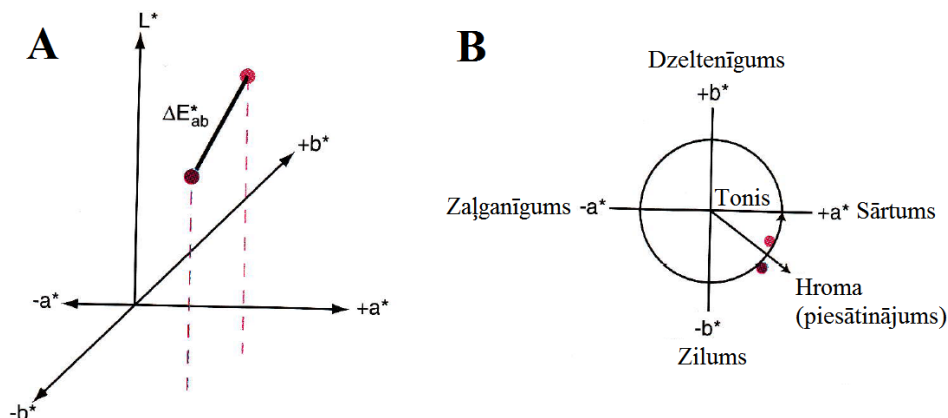 A
L*
ΔE*ab
+b*
-a*
+a*
-b*
B
Dzeltenīgums
+b*
Zaļganīgums -a*
Tonis
+a* Sārtums
Hroma
(piesātinājums)
-b*
Zilums